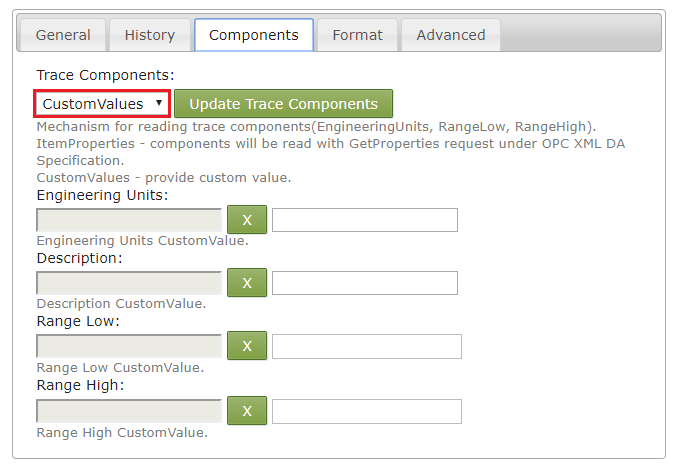 General History Components Format Advanced
Trace Components:
CustomValues Update Trace Components
Mechanism for reading trace components(EngineeringUnits, RangeLow, RangeHigh).
ItemProperties - components will be read with GetProperties request under OPC XML DA
Specification.
CustomValues - provide custom value.
Engineering Units:
X
Engineering Units CustomValue.
Description:
X
Description CustomValue.
Range Low:
X
Range Low CustomValue.
Range High:
X
Range High CustomValue.